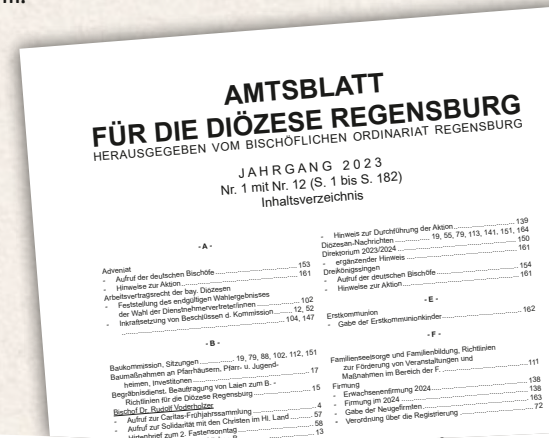 AMTSBLATT
FÜR DIE DIÖZESE REGENSBURG
HERAUSGEGEBEN VOM BISCHÖFLICHEN ORDINARIAT REGENSBURG
JAHRGANG 2023
Nr. 1 mit Nr. 12 (S. 1 bis S. 182)
Inhaltsverzeichnis
- A -
Adveniat
- Aufruf der deutschen Bischöfe 153
- Hinweise zur Aktion 161
Arbeitsvertragsrecht der bay. Diözesen
- Feststellung des endgültigen Wahlergebnisses
der Wahl der Dienstnehmervertreter/innen 102
- Inkraftsetzung von Beschlüssen d. Kommission 12, 52
104, 147
- B -
Baukommission, Sitzungen 19, 79, 88, 102, 112, 151
Baumaßnahmen an Pfarrhäusern, Pfarr- u. Jugend-
heimen, Investitonen 17
Begräbnisdienst. Beauftragung von Laien zum B. -
Richtlinien für die Diözese Regensburg 15
Bischof Dr. Rudolf Voderholzer
- Aufruf zur Caritas-Frühjahrssammlung 4
- Aufruf zur Solidarität mit den Christen im Hl. Land 57
- Hirtenbrief zum 2. Fastensonntag 58
13
- Hinweis zur Durchführung der Aktion 139
Diözesan-Nachrichten 19, 55, 79, 113, 141, 151, 164
Direktorium 2023/2024 150
- ergänzender Hinweis 161
Dreikönigssingen
- Aufruf der deutschen Bischöfe 154
- Hinweise zur Aktion 161
- E -
Erstkommunion
- Gabe der Erstkommunionkinder 162
- F -
Familienseelsorge und Familienbildung, Richtlinien
zur Förderung von Veranstaltungen und
Maßnahmen im Bereich der F. 111
Firmung
- Erwachsenenfirmung 2024 138
- Firmung im 2024 138
- Gabe der Neugefirmten 163
- Verordnung über die Registrierung 72